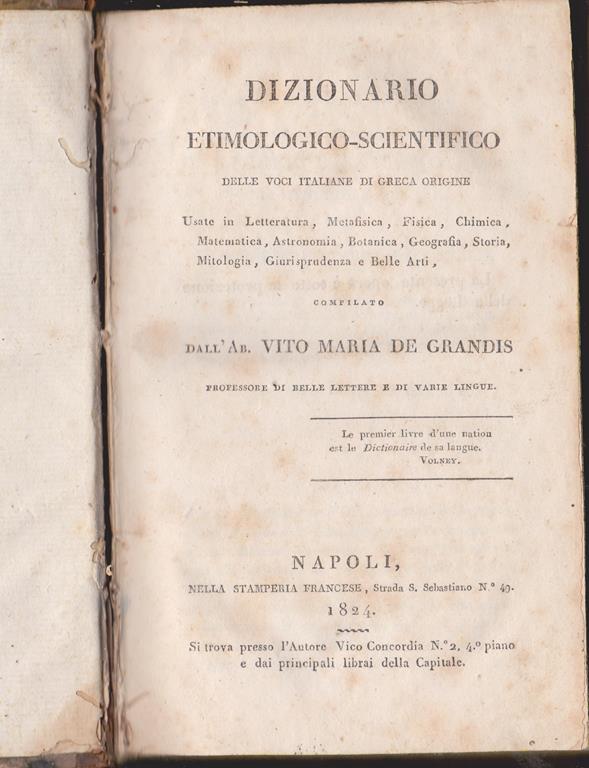 DIZIONARIO
ETIMOLOGICO-SCIENTIFICO
DELLE VOCI ITALIANE DI GRECA ORIGINE
Usate in Letteratura, Metafisica, Fisica, Chimica,
Matematica, Astronomia, Botanica, Geografia, Storia,
Mitologia, Giurisprudenza e Belle Arti,
COMPILATO
DALL'AB. VITO MARIA DE GRANDIS
PROFESSORE DI BELLE LETTERE E DI VARIE LINGUE.
Le premier livre d'une nation
est le Dictionaire de sa langue.
VOLNEY.
NAPOLI,
NELLA STAMPERIA FRANCESE, Strada S. Sebastiano N.° 49.
1824.
Si trova presso l'Autore Vico Concordia N.° 2, 4.° piano
e dai principali librai della Capitale.